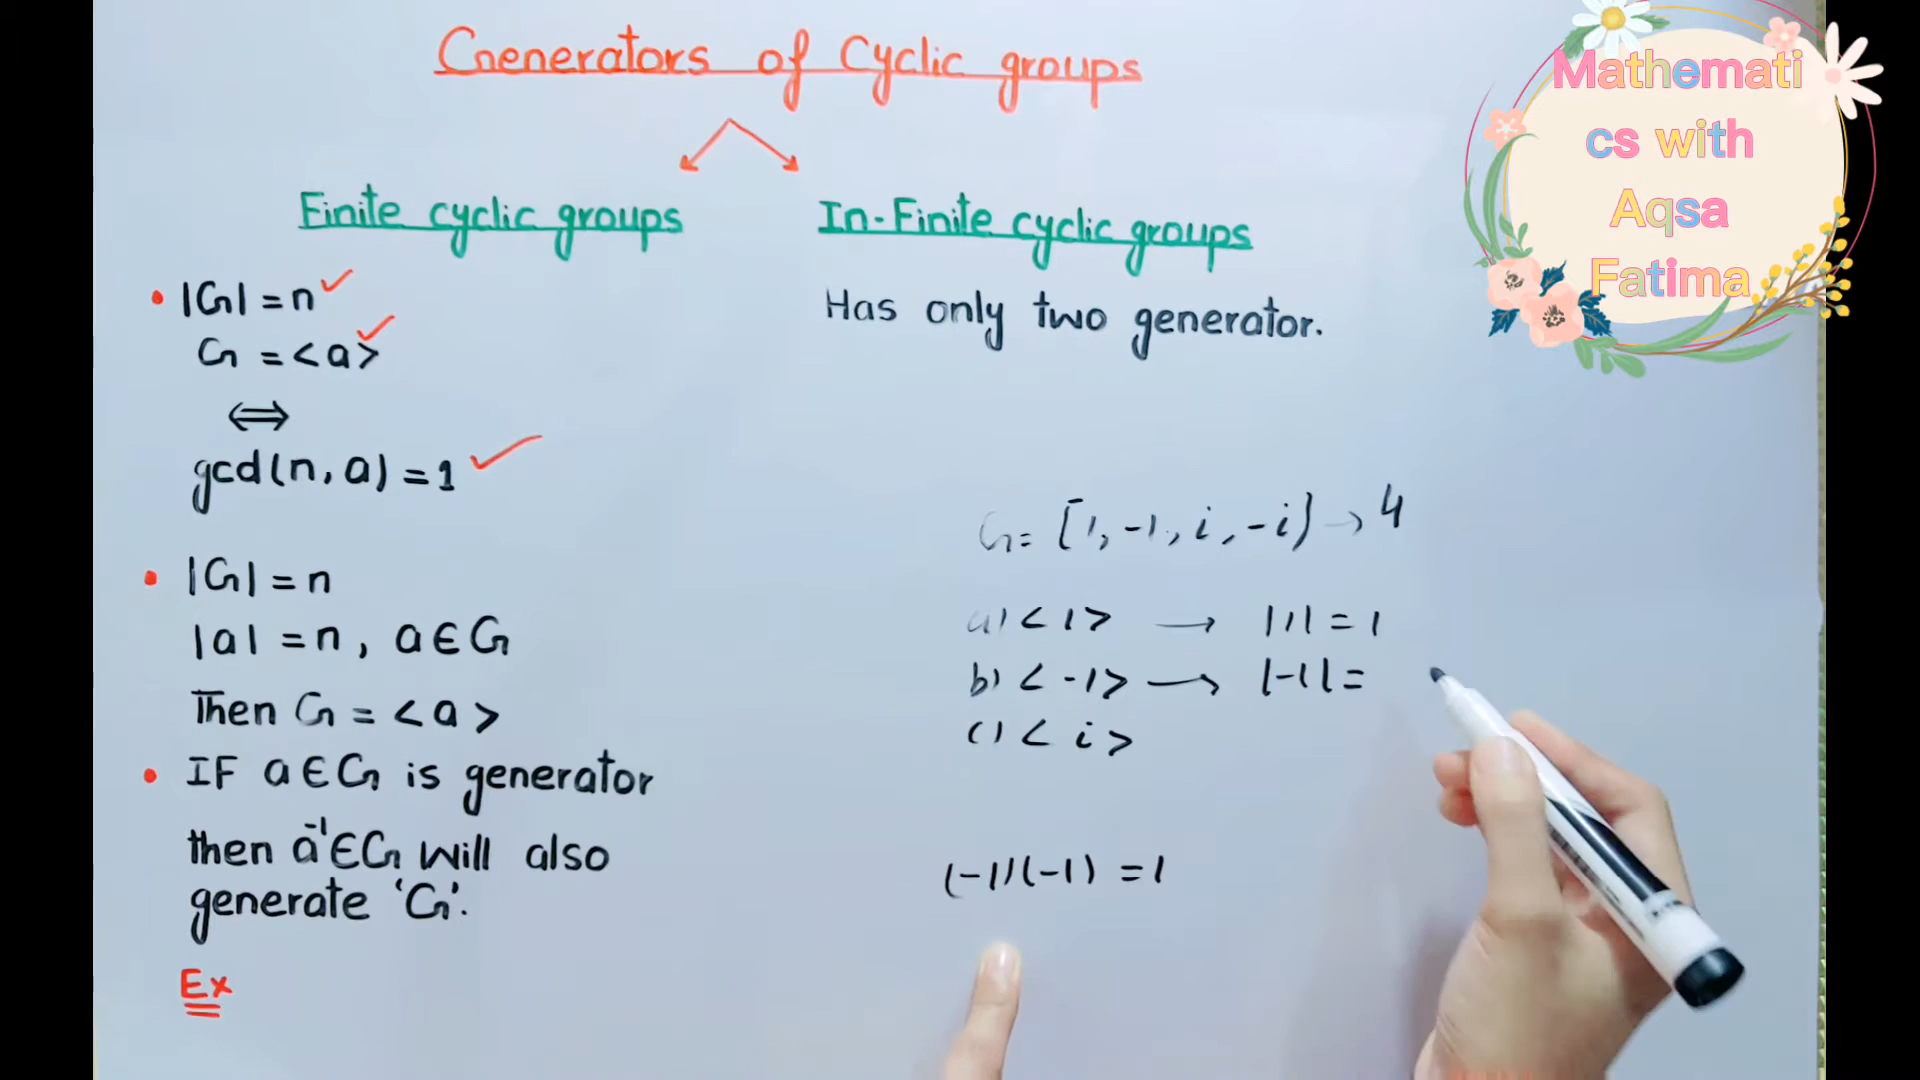 Generators of Cyclic groups
Finite cyclic groups
|G| = n
G = <a>
⟺
gcd(n, a) = 1
|G| = n
|a| = n, a∈G
Then G = <a>
IF a∈G is generator
then a⁻¹∈G will also
generate 'G'.
Ex
In-Finite cyclic groups
Has only two generator.
G = {1, -1, i, -i} → 4
a) <1> → |1| = 1
b) <-1> → |-1| =
c) <i>
(-1)(-1) = 1
Mathemati
cs with
Aqsa
Fatima